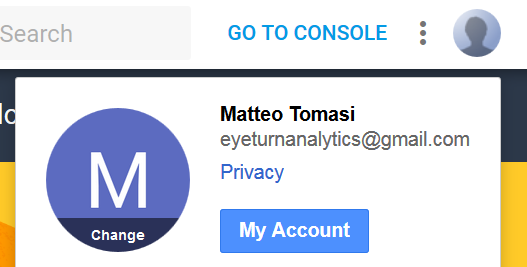 Search
GO TO CONSOLE
M
Change
Matteo Tomasi
eyeturnanalytics@gmail.com
Privacy
My Account